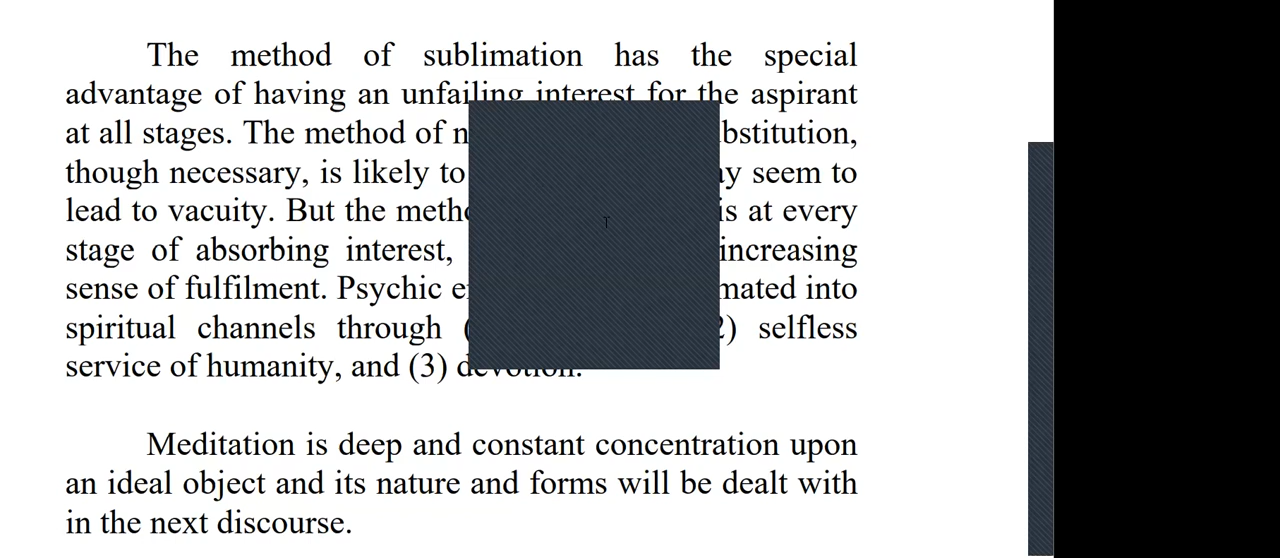 The method of sublimation has the special
advantage of having an unfailing interest for the aspirant
at all stages. The method of
though necessary, is likely to seem to
lead to vacuity. But the is at every
stage of absorbing interest, increasing
sense of fulfilment. Psychic into
spiritual channels through selfless
service of humanity, and (3) devotion.
Meditation is deep and constant concentration upon
an ideal object and its nature and forms will be dealt with
in the next discourse.